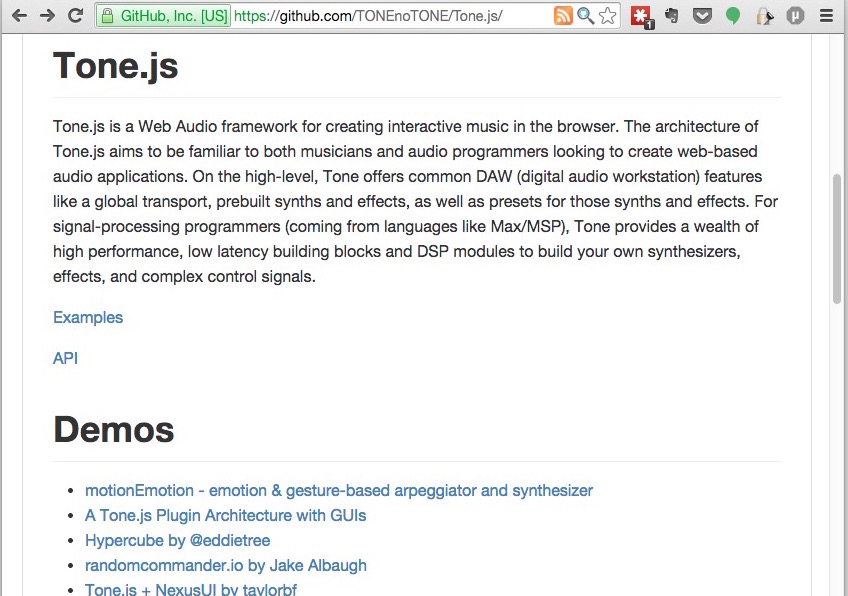 GitHub, Inc. [US] https://github.com/TONEnoTONE/Tone.js/
1
Tone.js
Tone.js is a Web Audio framework for creating interactive music in the browser. The architecture of
Tone.js aims to be familiar to both musicians and audio programmers looking to create web-based
audio applications. On the high-level, Tone offers common DAW (digital audio workstation) features
like a global transport, prebuilt synths and effects, as well as presets for those synths and effects. For
signal-processing programmers (coming from languages like Max/MSP), Tone provides a wealth of
high performance, low latency building blocks and DSP modules to build your own synthesizers,
effects, and complex control signals.
Examples
API
Demos
• motionEmotion - emotion & gesture-based arpeggiator and synthesizer
• A Tone.js Plugin Architecture with GUIs
• Hypercube by @eddietree
• randomcommander.io by Jake Albaugh
• Tone.js + NexusUI by taylorbf